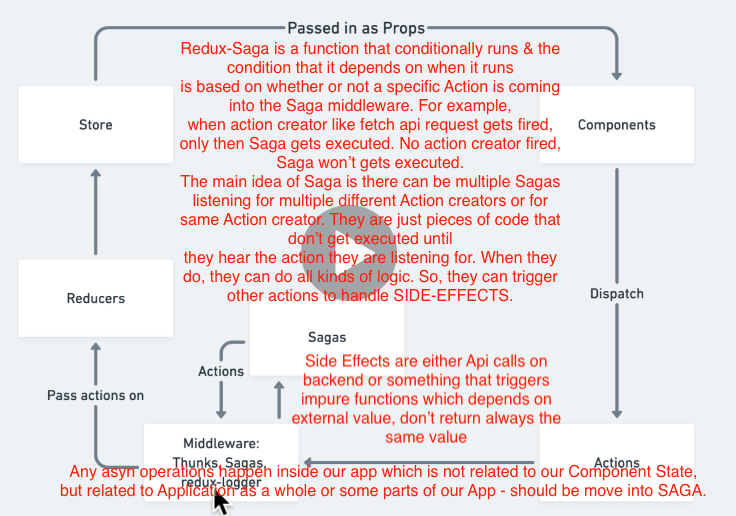 Passed in as Props
Redux-Saga is a function that conditionally runs & the
condition that it depends on when it runs
is based on whether or not a specific Action is coming
into the Saga middleware. For example,
when action creator like fetch api request gets fired,
only then Saga gets executed. No action creator fired,
Saga won't gets executed.
The main idea of Saga is there can be multiple Sagas
listening for multiple different Action creators or for
same Action creator. They are just pieces of code that
don't get executed until
they hear the action they are listening for. When they
do, they can do all kinds of logic. So, they can trigger
other actions to handle SIDE-EFFECTS.
Store
Components
Reducers
Dispatch
Sagas
Actions
Side Effects are either Api calls on
backend or something that triggers
impure functions which depends on
external value, don't return always the
same value
Pass actions on
Middleware:
Thunks, Sagas,
redux-logger
Actions
Any asyn operations happen inside our app which is not related to our Component State,
but related to Application as a whole or some parts of our App - should be move into SAGA.